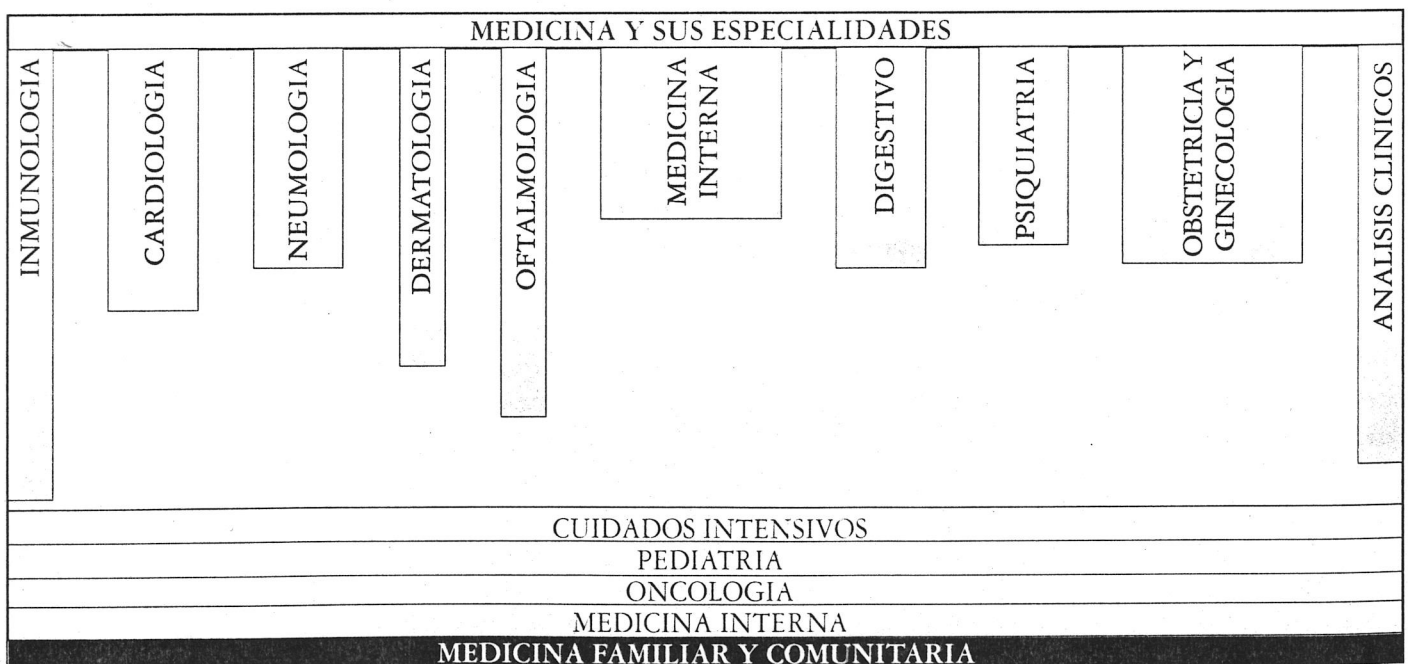 MEDICINA Y SUS ESPECIALIDADES
INMUNOLOGIA
CARDIOLOGIA
NEUMOLOGIA
DERMATOLOGIA
OFTALMOLOGIA
MEDICINA
INTERNA
DIGESTIVO
PSIQUIATRIA
OBSTETRICIA Y
GINECOLOGIA
ANALISIS CLINICOS
CUIDADOS INTENSIVOS
PEDIATRIA
ONCOLOGIA
MEDICINA INTERNA
MEDICINA FAMILIAR Y COMUNITARIA